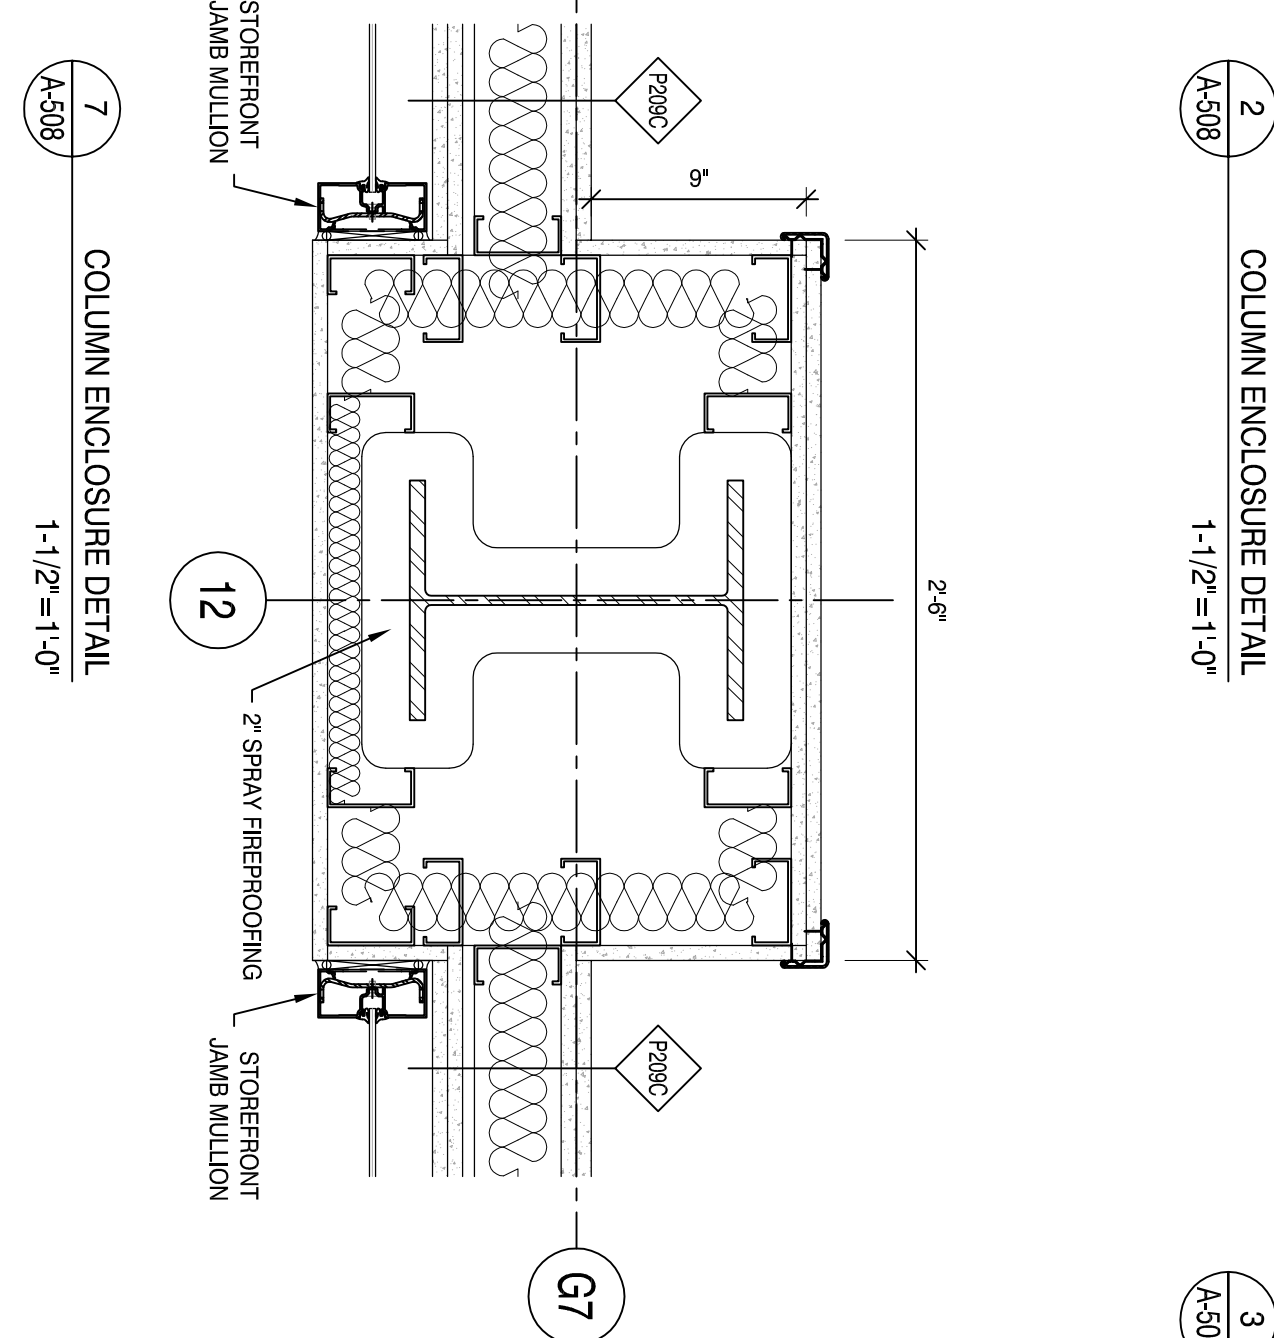 2
A-508
COLUMN ENCLOSURE DETAIL
1-1/2"=1'-0"
3
2'-6"
9"
P209C
P209C
G7
STOREFRONT
JAMB MULLION
12
2" SPRAY FIREPROOFING
STOREFRONT
JAMB MULLION
7
A-508
COLUMN ENCLOSURE DETAIL
1-1/2"=1'-0"